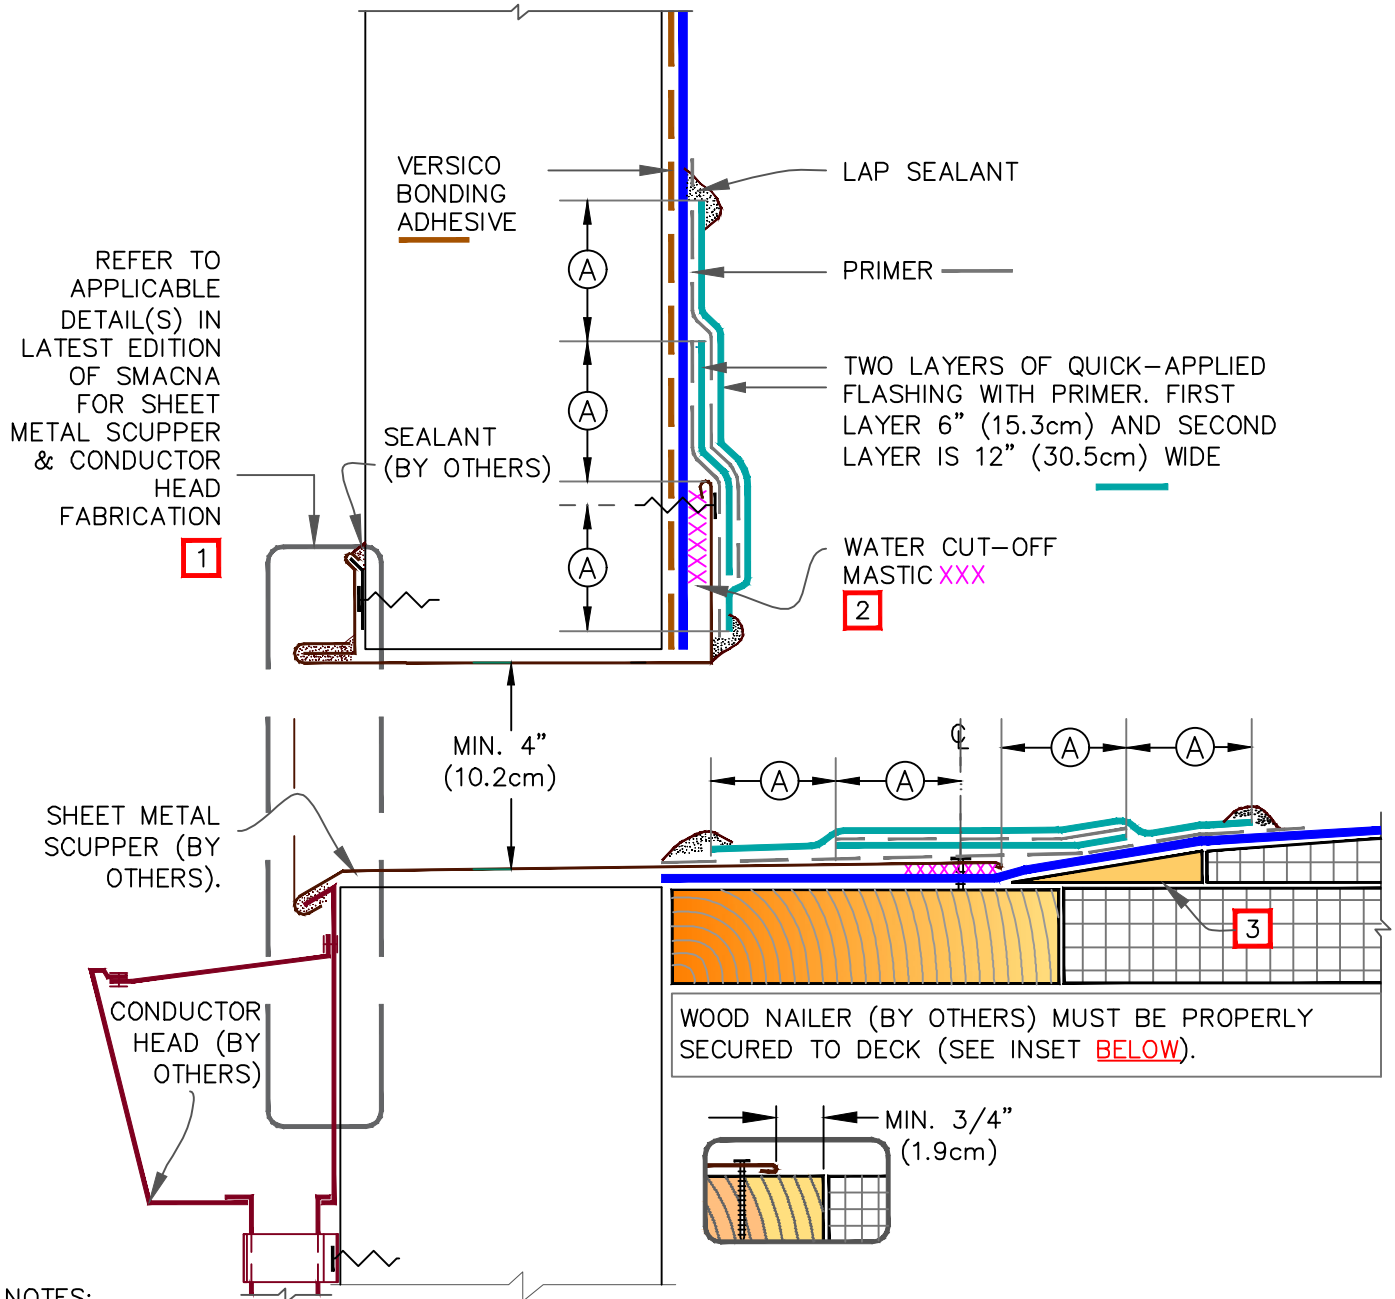 VERSICO
BONDING
ADHESIVE
LAP SEALANT
PRIMER
REFER TO
APPLICABLE
DETAIL(S) IN
LATEST EDITION
OF SMACNA
FOR SHEET
METAL SCUPPER
& CONDUCTOR
HEAD
FABRICATION
1
SEALANT
(BY OTHERS)
A
A
A
TWO LAYERS OF QUICK-APPLIED
FLASHING WITH PRIMER. FIRST
LAYER 6" (15.3cm) AND SECOND
LAYER IS 12" (30.5cm) WIDE
WATER CUT-OFF
MASTIC XXX
2
MIN. 4"
(10.2cm)
℄
A
A
A
A
SHEET METAL
SCUPPER (BY
OTHERS).
3
CONDUCTOR
HEAD (BY
OTHERS)
WOOD NAILER (BY OTHERS) MUST BE PROPERLY
SECURED TO DECK (SEE INSET BELOW).
MIN. 3/4"
(1.9cm)
NOTES: